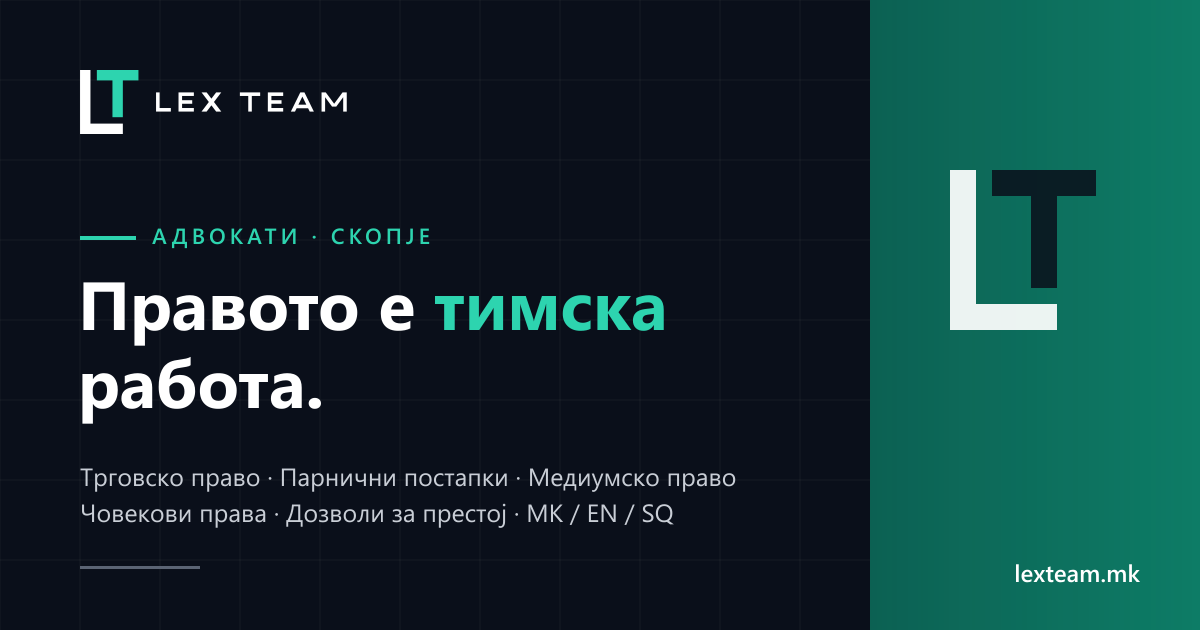 LT LEX TEAM
АДВОКАТИ · СКОПЈЕ
Правото е тимска
работа.
Трговско право · Парнични постапки · Медиумско право
Човекови права · Дозволи за престој · MK / EN / SQ
LT
lexteam.mk